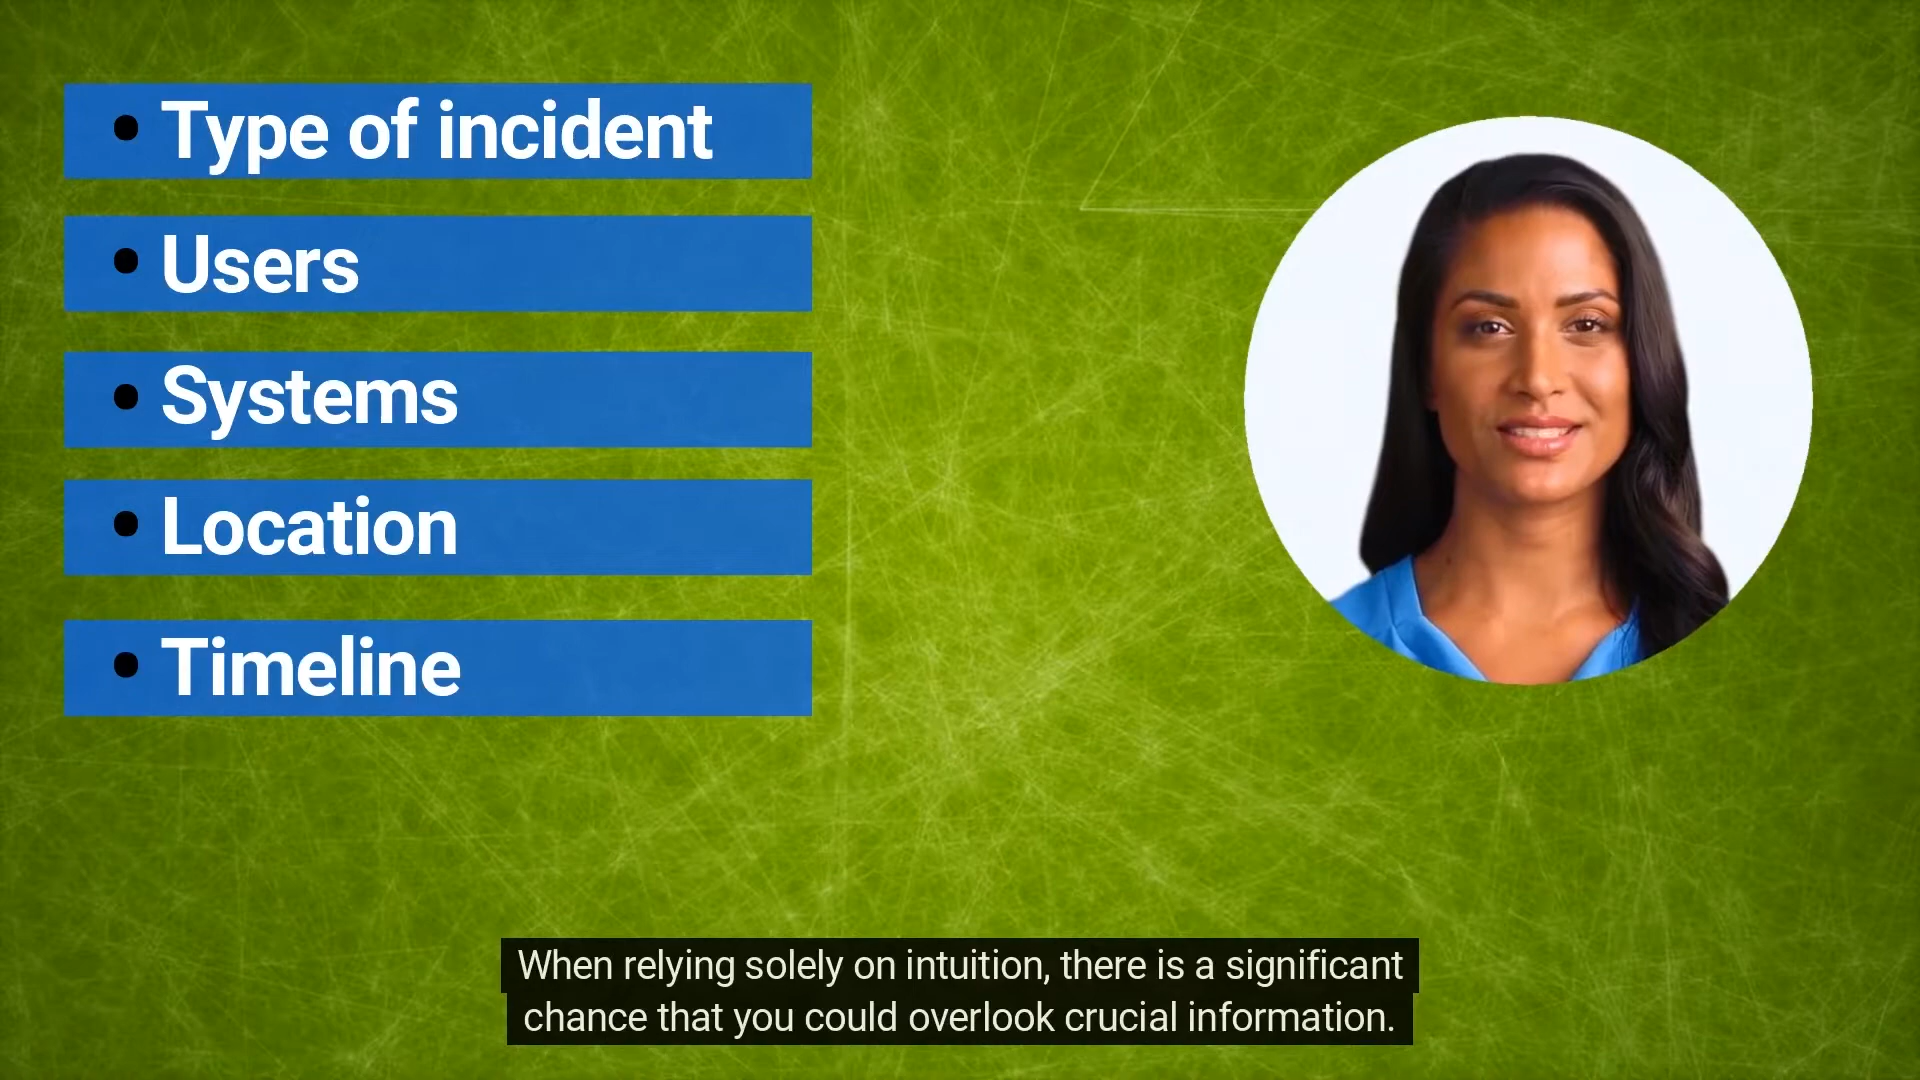 • Type of incident
• Users
• Systems
• Location
• Timeline
When relying solely on intuition, there is a significant
chance that you could overlook crucial information.